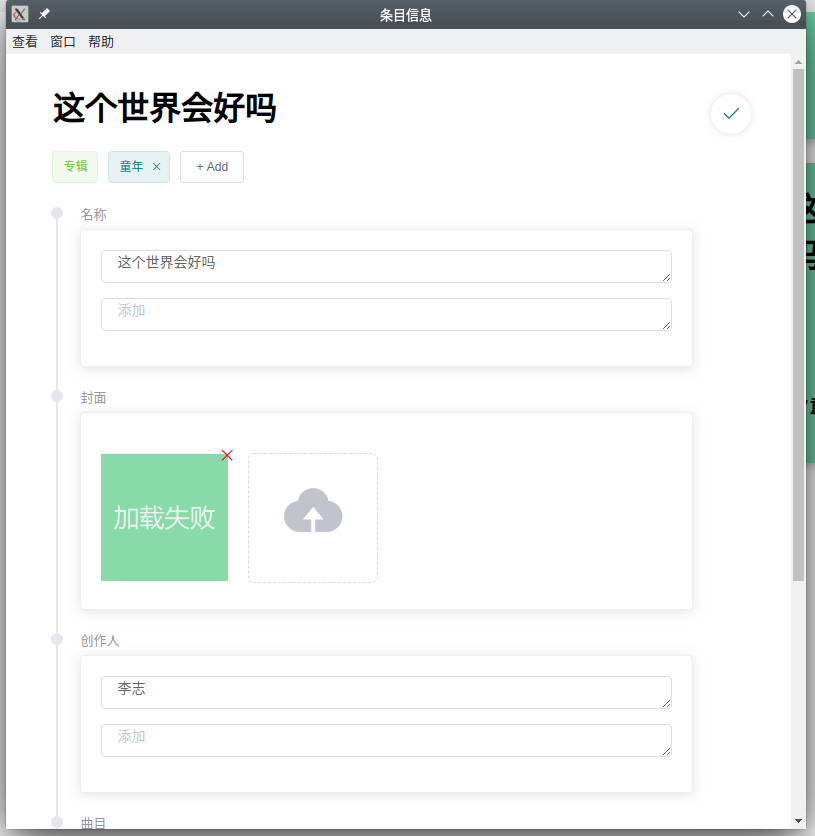 条目信息
查看 窗口 帮助
这个世界会好吗
专辑 童年 × + Add
名称
这个世界会好吗
添加
封面
加载失败
创作人
李志
添加
曲目